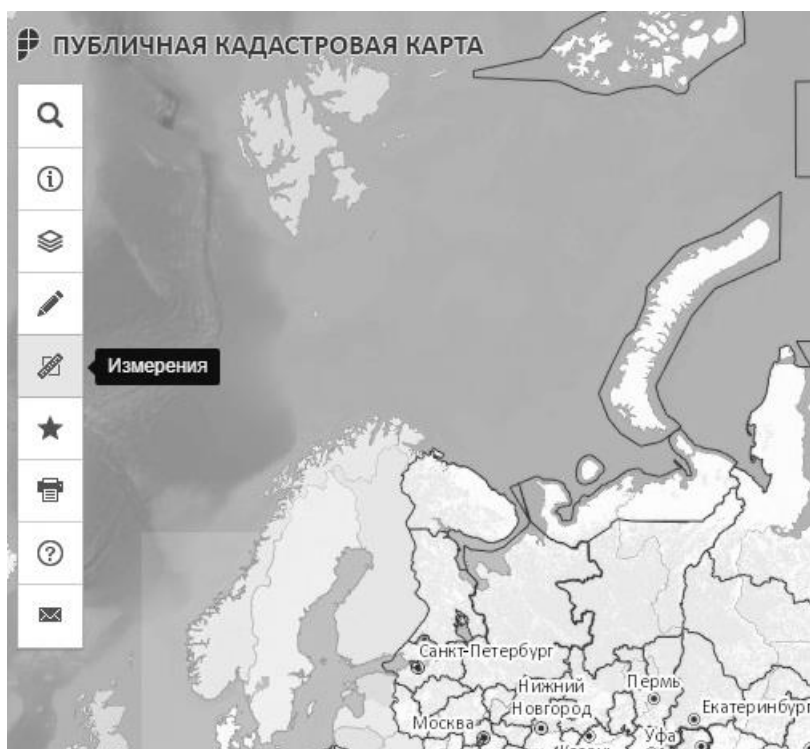 ПУБЛИЧНАЯ КАДАСТРОВАЯ КАРТА
Измерения
Санкт-Петербург
Нижний
Новгород
Пермь
Екатеринбург
Москва
Уфа